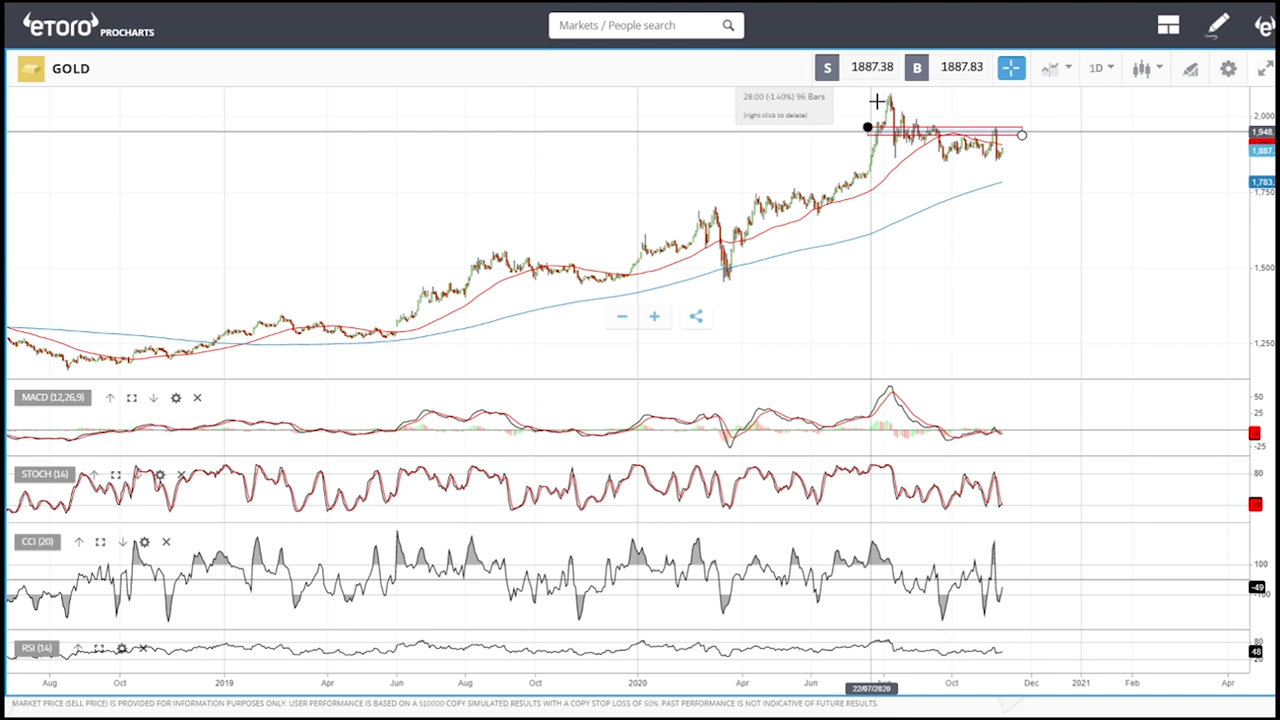 eToro PROCHARTS
Markets / People search
GOLD
S 1887.38 B 1887.83
1D
28.00 (-1.40%) 96 Bars
(right click to delete)
2,000
1,948.
1,887.
1,783.
1,750
1,500
1,250
MACD (12,26,9)
50
25
-25
STOCH (14)
80
CCI (20)
100
-49
-100
RSI (14)
80
48
20
Aug Oct 2019 Apr Jun Aug Oct 2020 Apr Jun Aug Oct Dec 2021 Feb Apr
22/07/2020
MARKET PRICE (SELL PRICE) IS PROVIDED FOR INFORMATION PURPOSES ONLY. USER PERFORMANCE IS BASED ON A $10000 COPY SIMULATED RESULTS WITH A COPY STOP LOSS OF 60%. PAST PERFORMANCE IS NOT INDICATIVE OF FUTURE RESULTS.